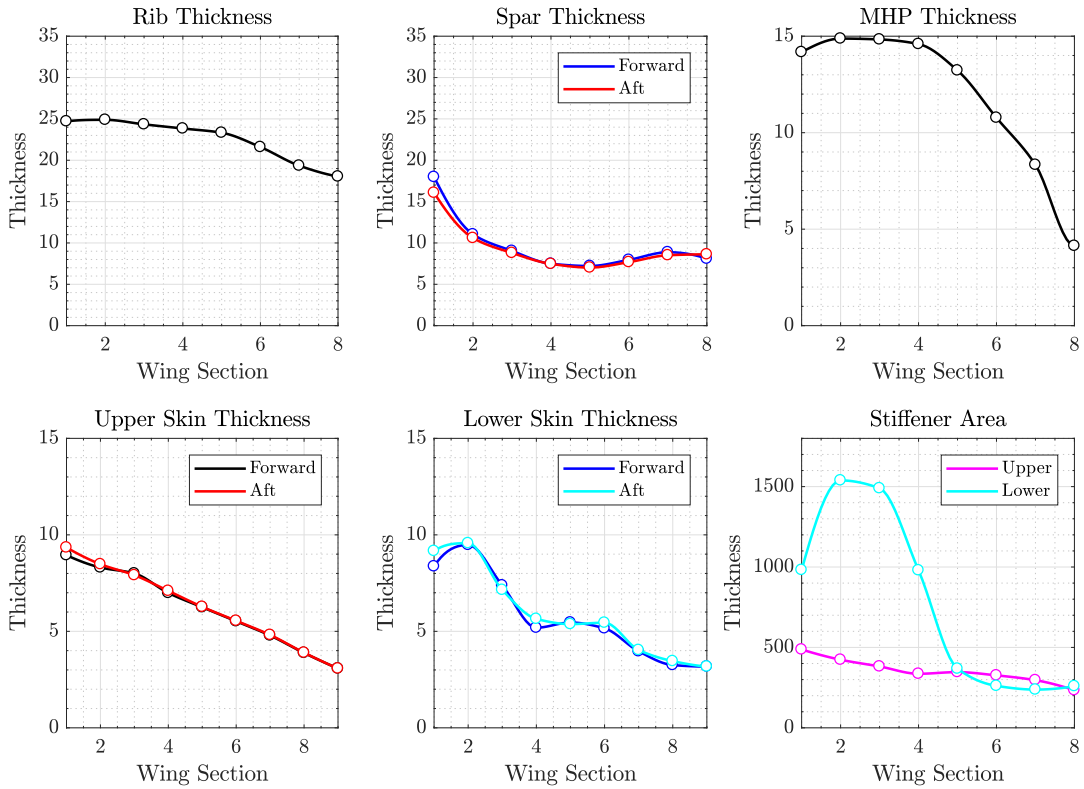 Rib Thickness
35
30
25
20
15
10
5
0
Thickness
2
4
6
8
Wing Section
Spar Thickness
35
30
25
20
15
10
5
0
Thickness
Forward
Aft
2
4
6
8
Wing Section
MHP Thickness
15
10
5
0
Thickness
2
4
6
8
Wing Section
Upper Skin Thickness
15
10
5
0
Thickness
Forward
Aft
2
4
6
8
Wing Section
Lower Skin Thickness
15
10
5
0
Thickness
Forward
Aft
2
4
6
8
Wing Section
Stiffener Area
1500
1000
500
0
Thickness
Upper
Lower
2
4
6
8
Wing Section